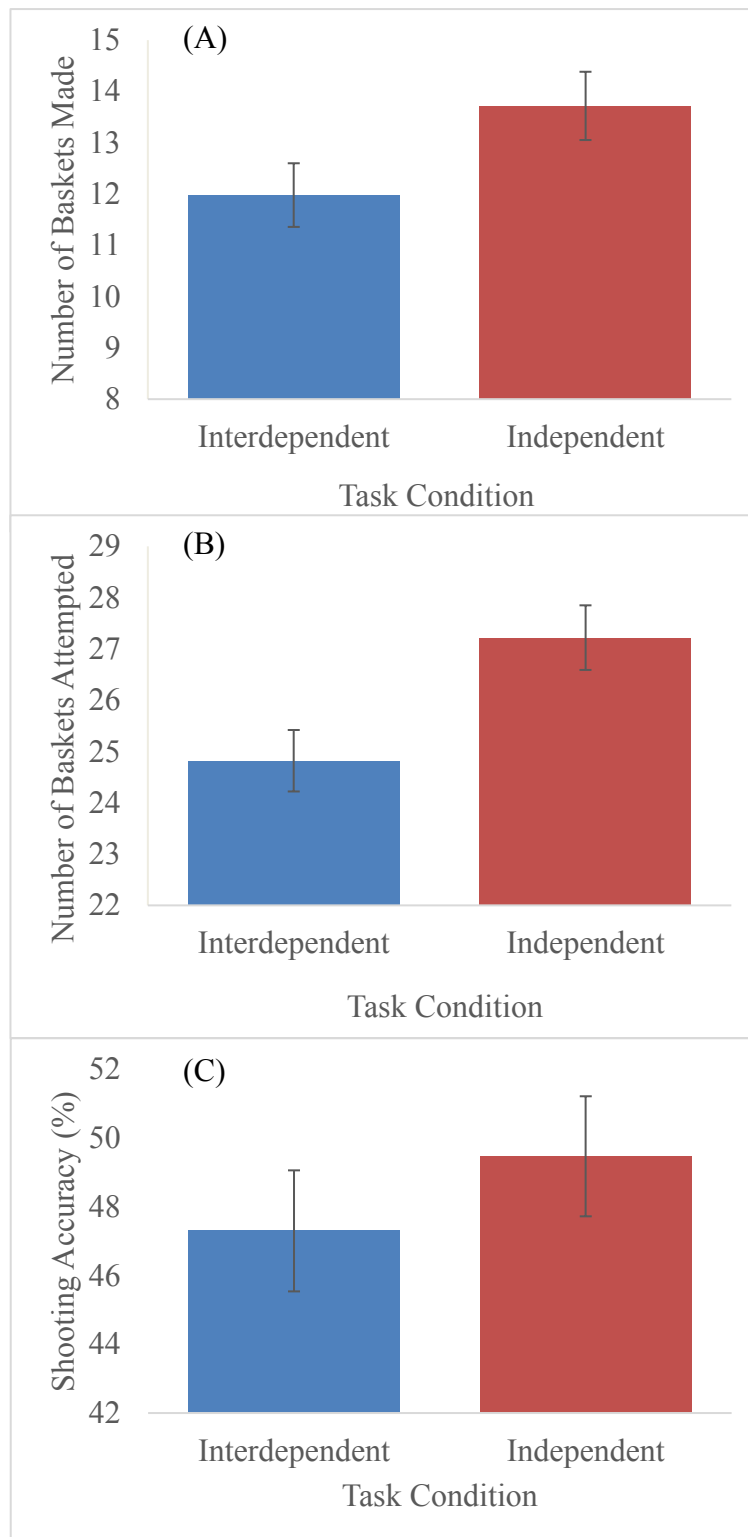 (A)
Number of Baskets Made
15
14
13
12
11
10
9
8
Interdependent Independent
Task Condition
(B)
Number of Baskets Attempted
29
28
27
26
25
24
23
22
Interdependent Independent
Task Condition
(C)
Shooting Accuracy (%)
52
50
48
46
44
42
Interdependent Independent
Task Condition